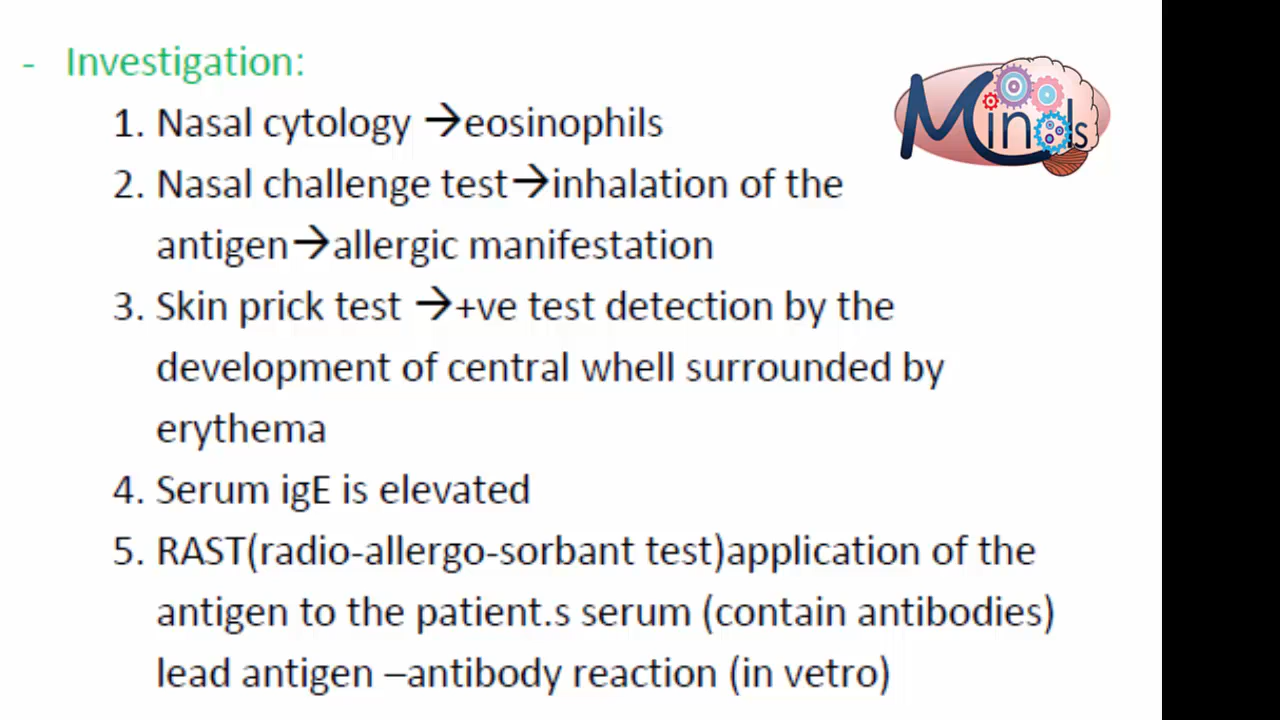 - Investigation:
1. Nasal cytology →eosinophils
2. Nasal challenge test→inhalation of the
antigen→allergic manifestation
3. Skin prick test →+ve test detection by the
development of central whell surrounded by
erythema
4. Serum igE is elevated
5. RAST(radio-allergo-sorbant test)application of the
antigen to the patient.s serum (contain antibodies)
lead antigen –antibody reaction (in vetro)
Minds